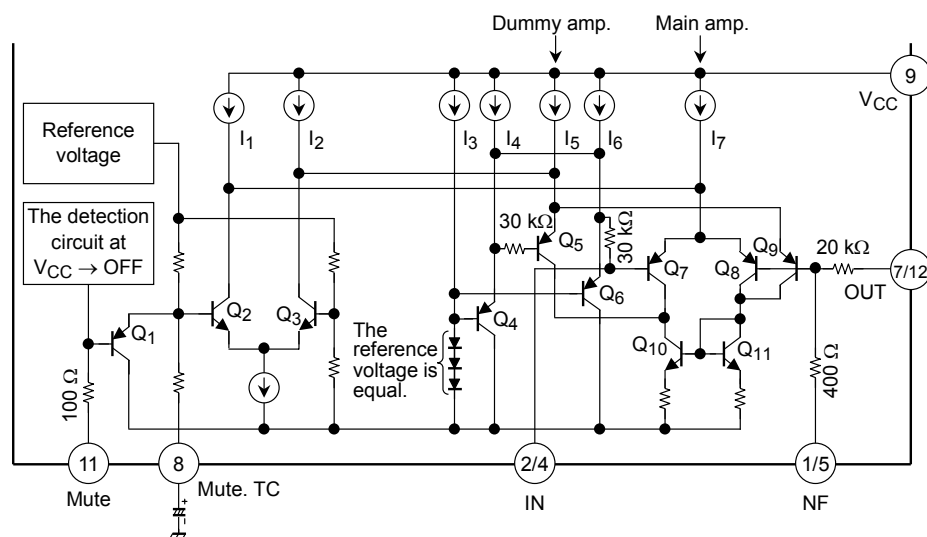 Dummy amp.
Main amp.
9
VCC
I1
I2
I3
I4
I5
I6
I7
Reference
voltage
The detection
circuit at
VCC → OFF
30 kΩ
30 kΩ
20 kΩ
7/12
OUT
Q5
Q7
Q8
Q9
Q1
Q2
Q3
Q4
Q6
Q10
Q11
The
reference
voltage is
equal.
100 Ω
400 Ω
11
Mute
8
Mute. TC
+
−
2/4
IN
1/5
NF